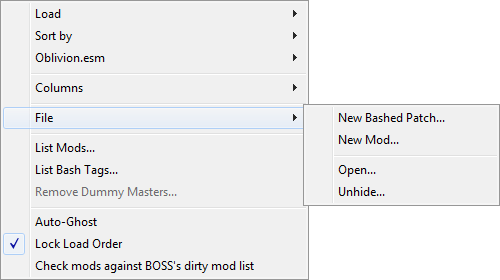 Load
Sort by
Oblivion.esm
Columns
File
List Mods...
List Bash Tags...
Remove Dummy Masters...
Auto-Ghost
Lock Load Order
Check mods against BOSS's dirty mod list
New Bashed Patch...
New Mod...
Open...
Unhide...